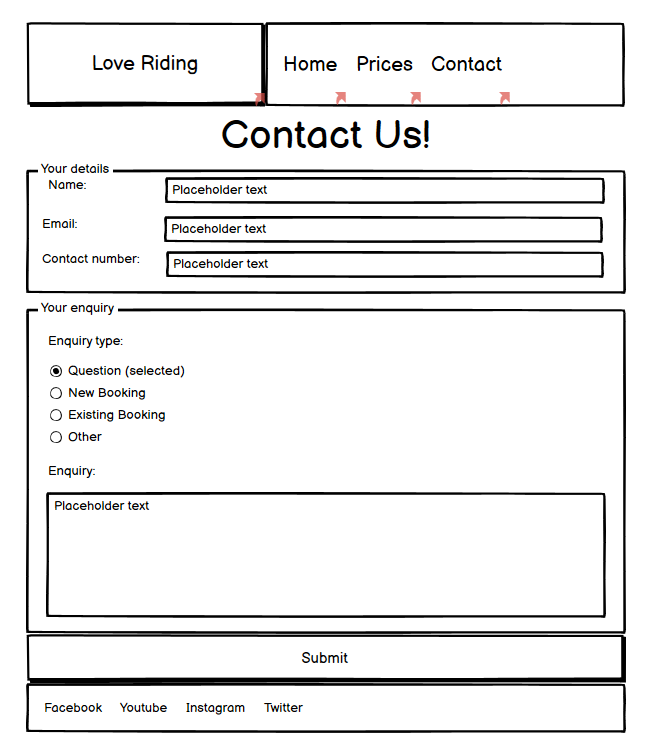 Love Riding
Home Prices Contact
Contact Us!
Your details
Name: Placeholder text
Email: Placeholder text
Contact number: Placeholder text
Your enquiry
Enquiry type:
Question (selected)
New Booking
Existing Booking
Other
Enquiry:
Placeholder text
Submit
Facebook Youtube Instagram Twitter